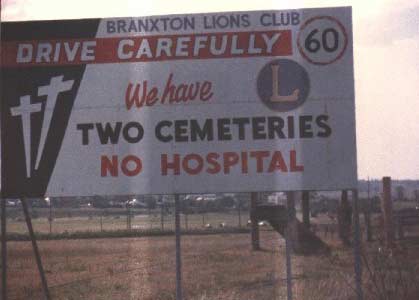 BRANXTON LIONS CLUB
DRIVE CAREFULLY 60
We have L
TWO CEMETERIES
NO HOSPITAL